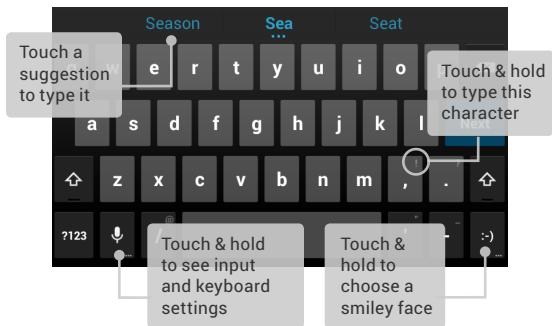 Season Sea Seat
Touch a
suggestion
to type it
w e r t y u i o
Touch & hold
to type this
character
a s d f g h j k l Next
z x c v b n m , ! . ?
?123 / @ ' " - _ :-)
Touch & hold
to see input
and keyboard
settings
Touch &
hold to
choose a
smiley face